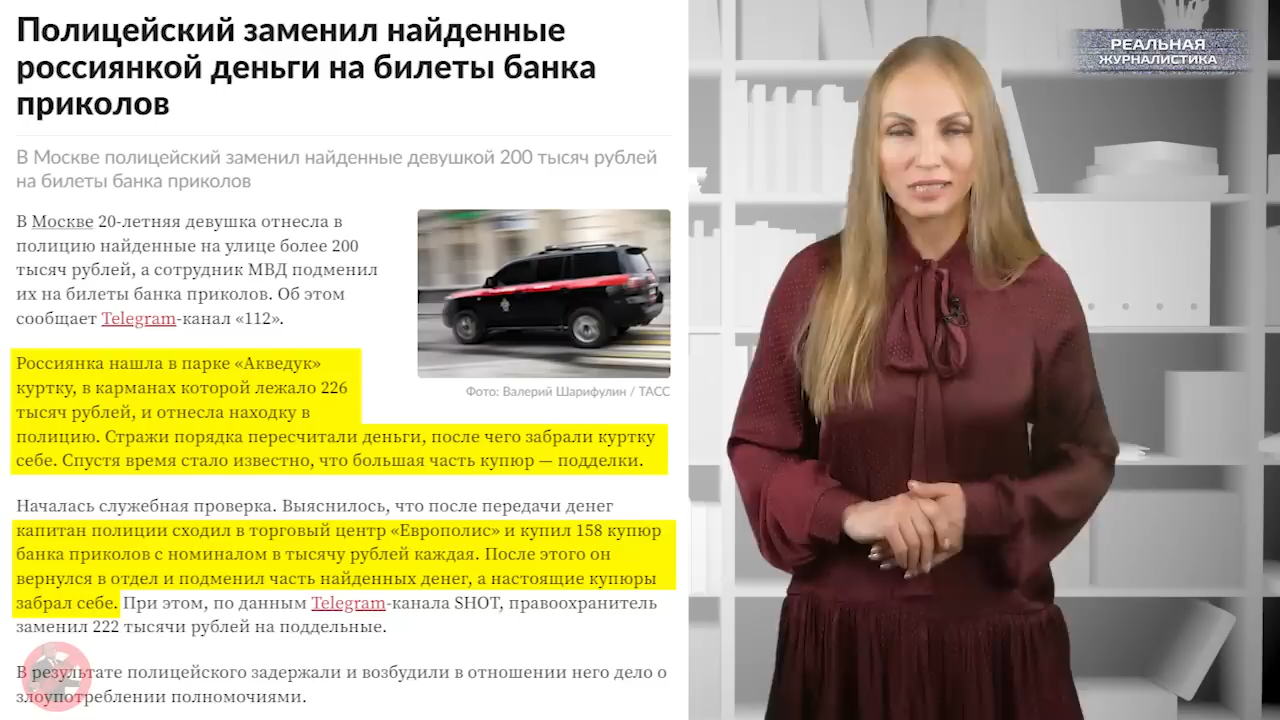 Полицейский заменил найденные
россиянкой деньги на билеты банка
приколов
В Москве полицейский заменил найденные девушкой 200 тысяч рублей
на билеты банка приколов
В Москве 20-летняя девушка отнесла в
полицию найденные на улице более 200
тысяч рублей, а сотрудник МВД подменил
их на билеты банка приколов. Об этом
сообщает Telegram-канал «112».
Фото: Валерий Шарифулин / ТАСС
Россиянка нашла в парке «Акведук»
куртку, в карманах которой лежало 226
тысяч рублей, и отнесла находку в
полицию. Стражи порядка пересчитали деньги, после чего забрали куртку
себе. Спустя время стало известно, что большая часть купюр — подделки.
Началась служебная проверка. Выяснилось, что после передачи денег
капитан полиции сходил в торговый центр «Европолис» и купил 158 купюр
банка приколов с номиналом в тысячу рублей каждая. После этого он
вернулся в отдел и подменил часть найденных денег, а настоящие купюры
забрал себе. При этом, по данным Telegram-канала SHOT, правоохранитель
заменил 222 тысячи рублей на поддельные.
В результате полицейского задержали и возбудили в отношении него дело о
злоупотреблении полномочиями.
РЕАЛЬНАЯ
ЖУРНАЛИСТИКА